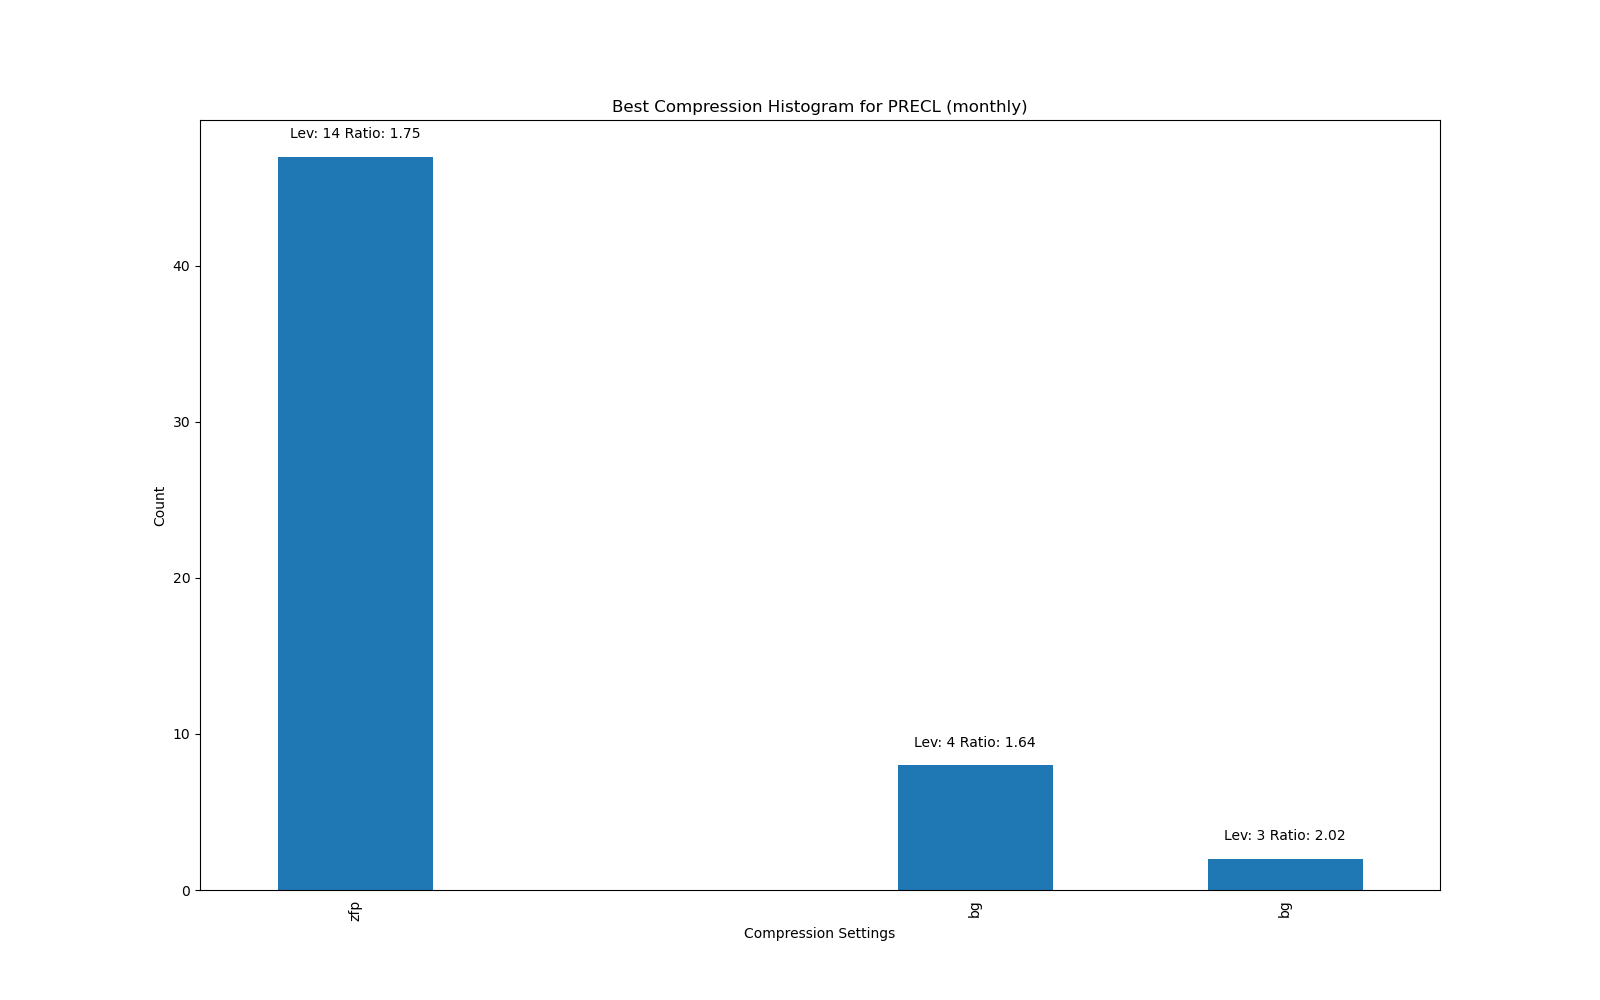 Best Compression Histogram for PRECL (monthly)
Lev: 14 Ratio: 1.75
40
30
Count
20
10
Lev: 4 Ratio: 1.64
Lev: 3 Ratio: 2.02
0
zfp
bg
bg
Compression Settings